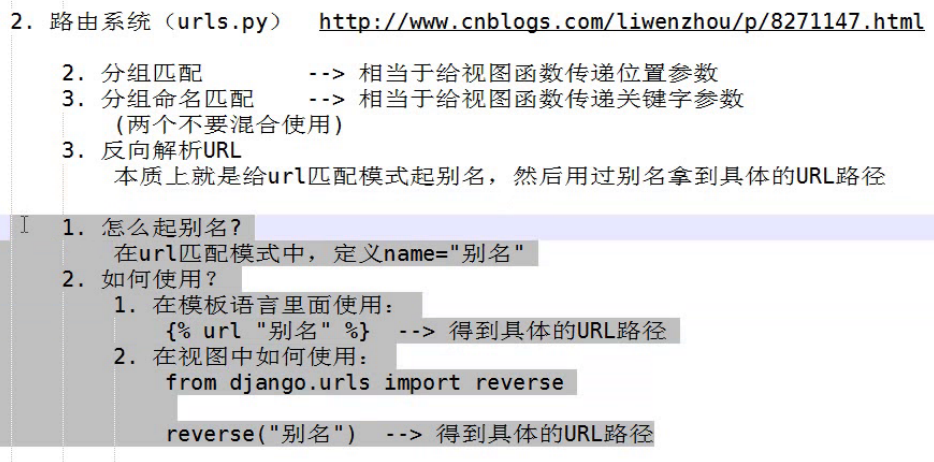 2. 路由系统（urls.py） http://www.cnblogs.com/liwenzhou/p/8271147.html
2. 分组匹配 --> 相当于给视图函数传递位置参数
3. 分组命名匹配 --> 相当于给视图函数传递关键字参数
(两个不要混合使用)
3. 反向解析URL
本质上就是给url匹配模式起别名，然后用过别名拿到具体的URL路径
1. 怎么起别名?
在url匹配模式中，定义name="别名"
2. 如何使用？
1. 在模板语言里面使用：
{% url "别名" %} --> 得到具体的URL路径
2. 在视图中如何使用：
from django.urls import reverse
reverse("别名") --> 得到具体的URL路径